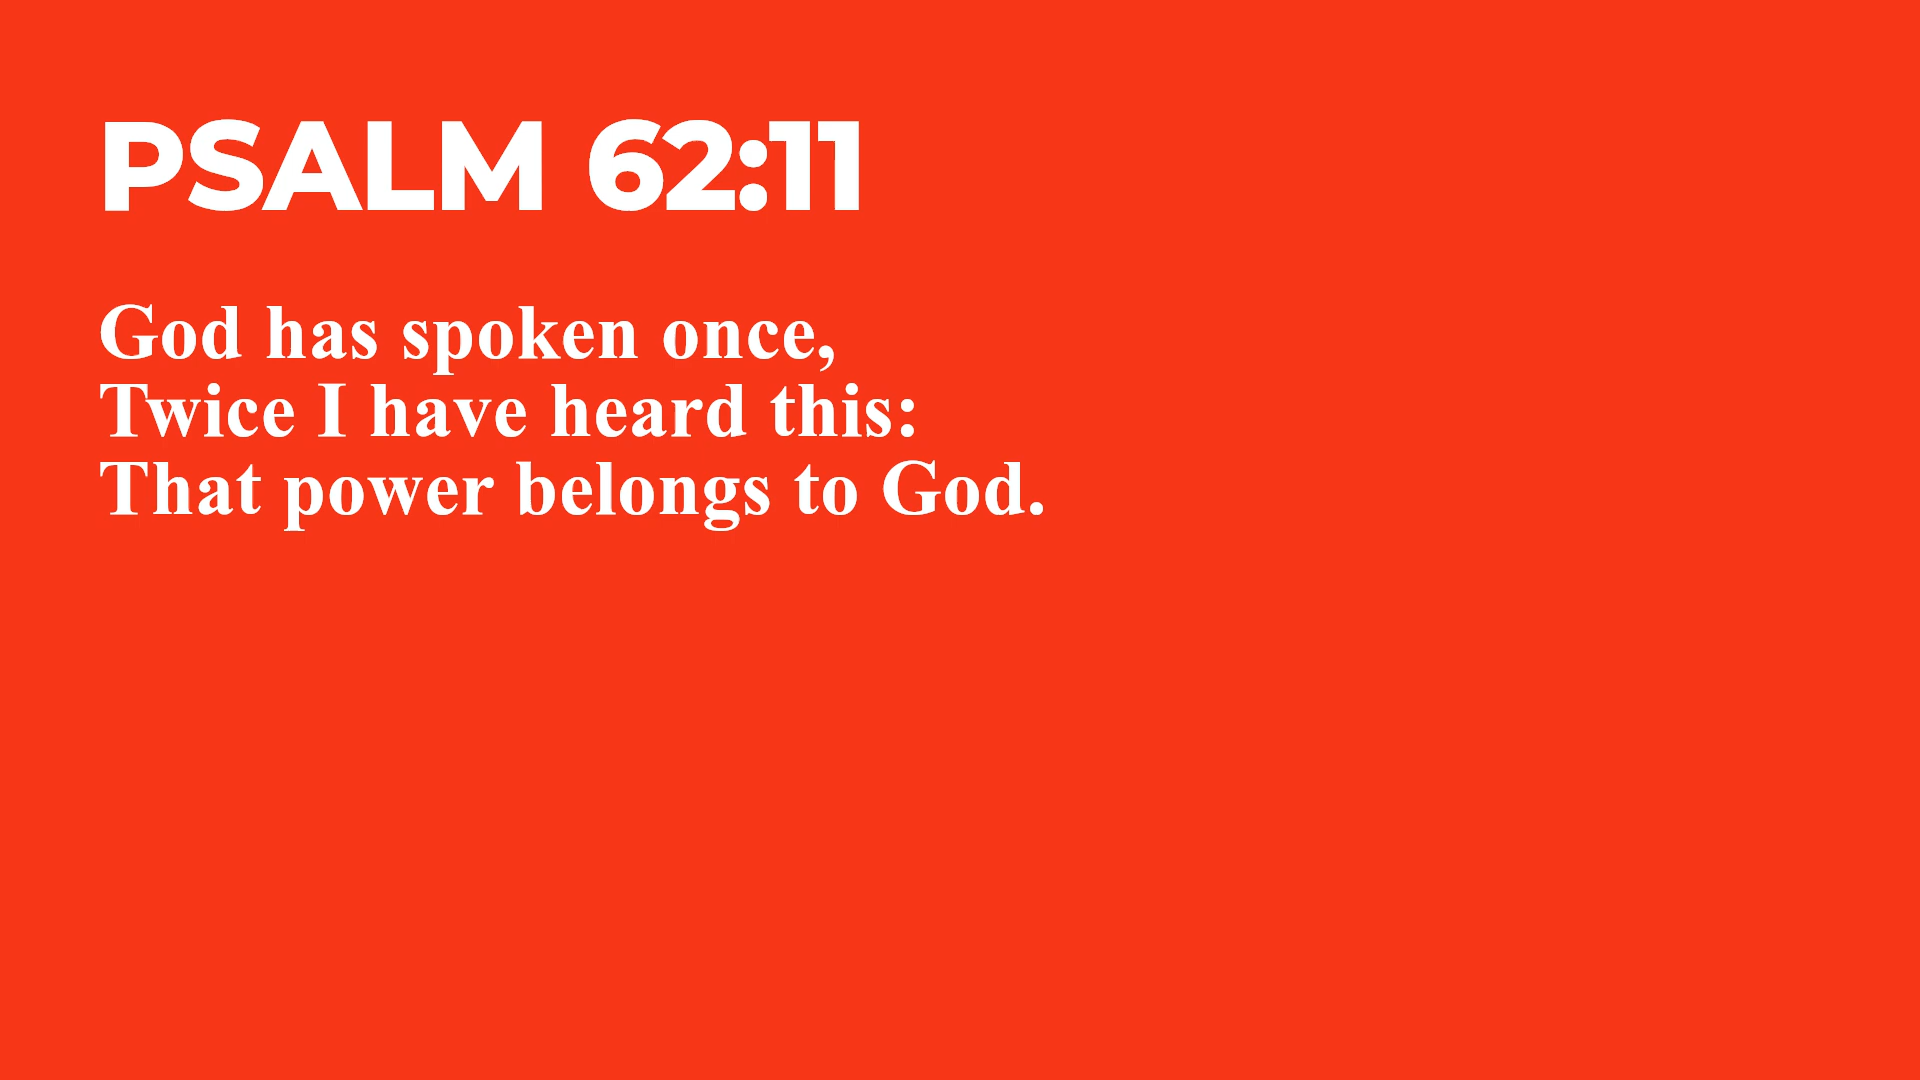 PSALM 62:11
God has spoken once,
Twice I have heard this:
That power belongs to God.